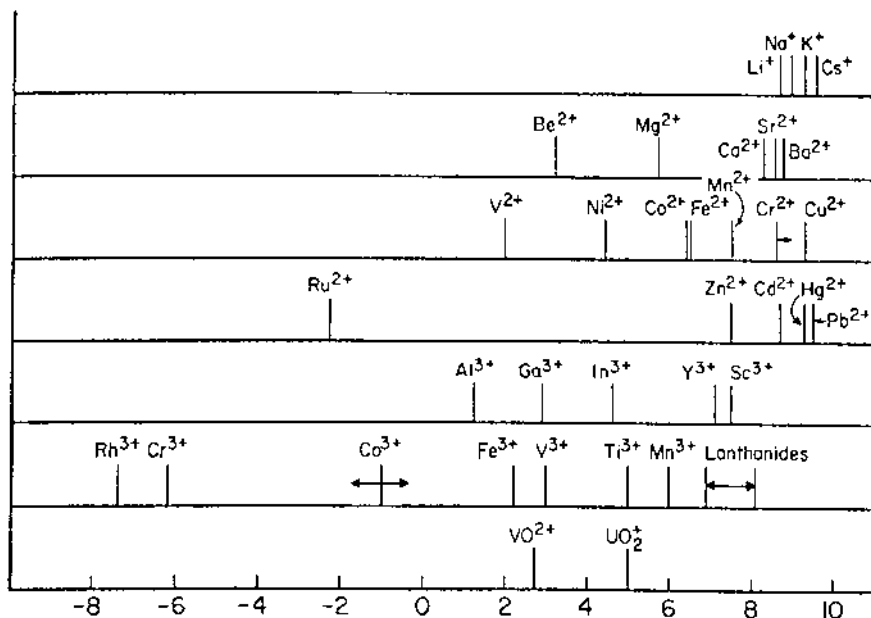 Na⁺ K⁺
Li⁺ Cs⁺
Be²⁺ Mg²⁺ Sr²⁺
Ca²⁺ Ba²⁺
Mn²⁺
V²⁺ Ni²⁺ Co²⁺ Fe²⁺ Cr²⁺ Cu²⁺
Ru²⁺ Zn²⁺ Cd²⁺ Hg²⁺
Pb²⁺
Al³⁺ Ga³⁺ In³⁺ Y³⁺ Sc³⁺
Rh³⁺ Cr³⁺ Co³⁺ Fe³⁺ V³⁺ Ti³⁺ Mn³⁺ Lanthanides
VO²⁺ UO₂⁺
-8 -6 -4 -2 0 2 4 6 8 10